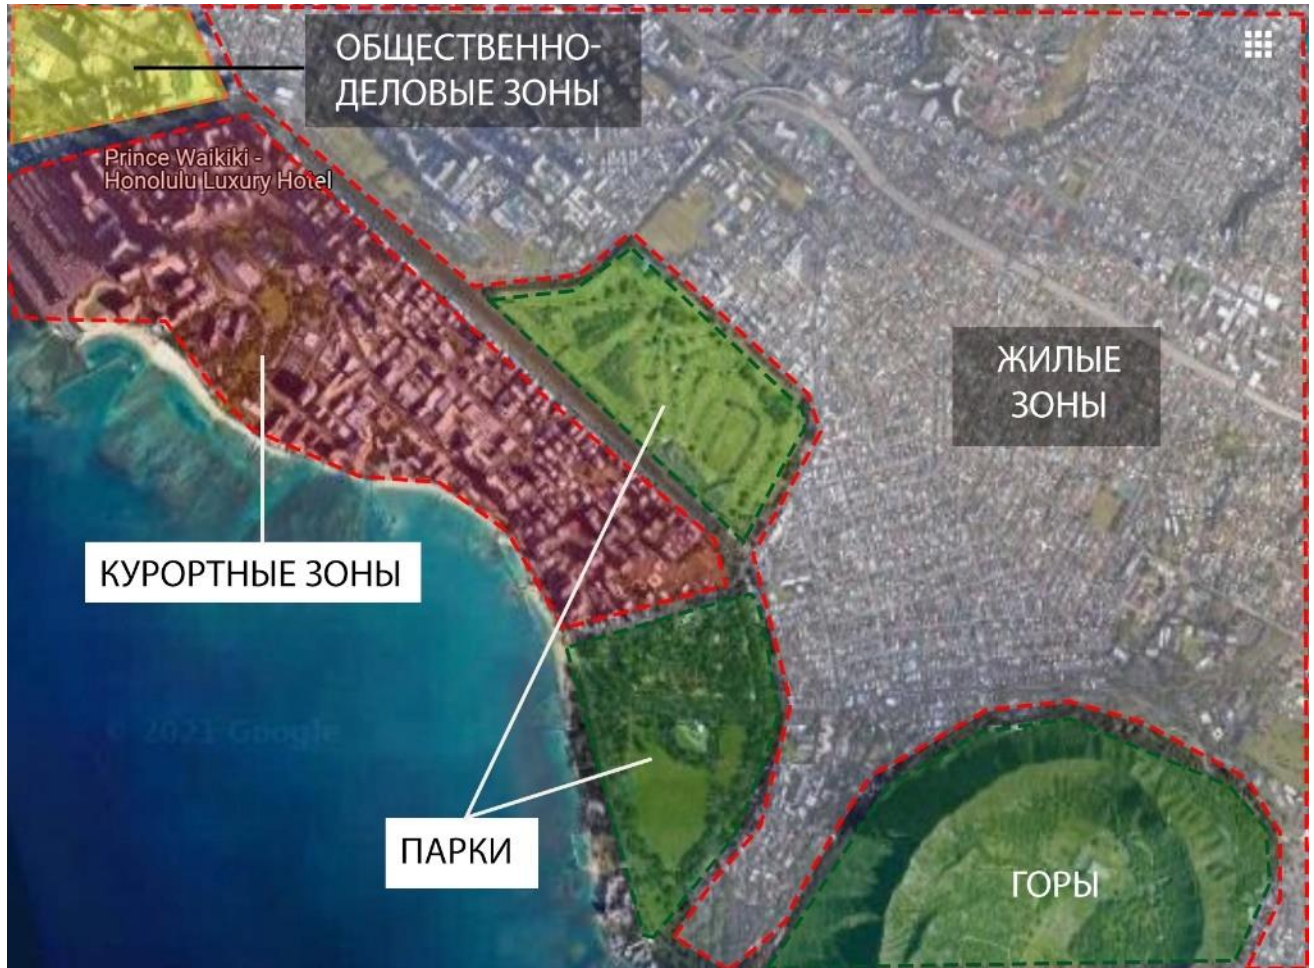 ОБЩЕСТВЕННО-
ДЕЛОВЫЕ ЗОНЫ
Prince Waikiki -
Honolulu Luxury Hotel
ЖИЛЫЕ
ЗОНЫ
КУРОРТНЫЕ ЗОНЫ
© 2021 Google
ПАРКИ
ГОРЫ